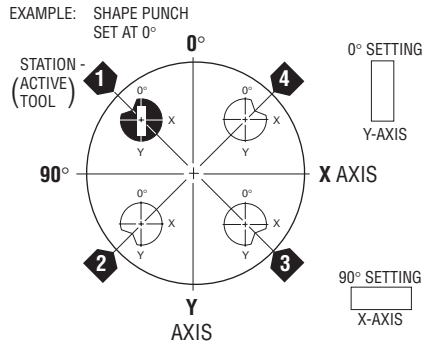 EXAMPLE: SHAPE PUNCH
SET AT 0°
STATION -
(ACTIVE
TOOL)
0°
1
4
0°
X
Y
0°
X
Y
90°
X AXIS
0°
X
Y
0°
X
Y
2
3
Y
AXIS
0° SETTING
Y-AXIS
90° SETTING
X-AXIS